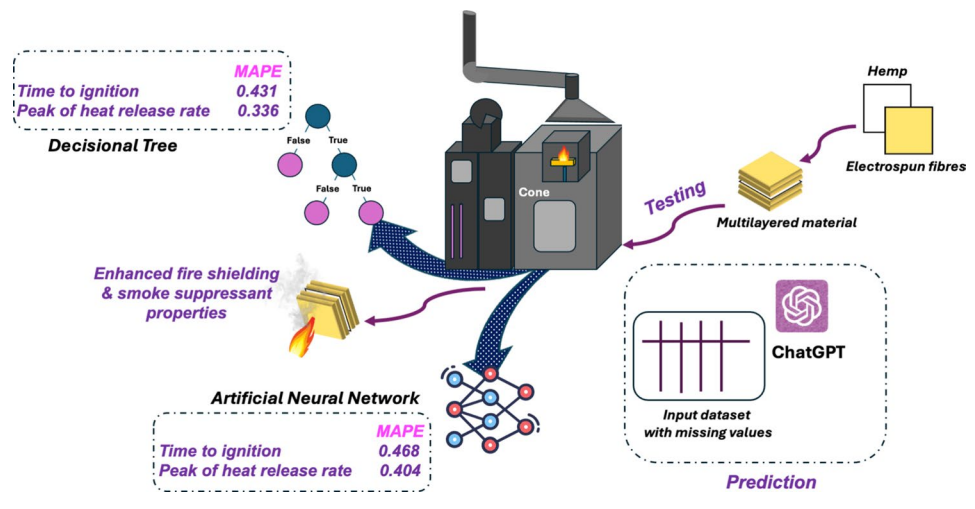 MAPE
Time to ignition 0.431
Peak of heat release rate 0.336
Decisional Tree
False True
False True
Cone
Hemp
Electrospun fibres
Multilayered material
Testing
Enhanced fire shielding
& smoke suppressant
properties
Artificial Neural Network
MAPE
Time to ignition 0.468
Peak of heat release rate 0.404
ChatGPT
Input dataset
with missing values
Prediction